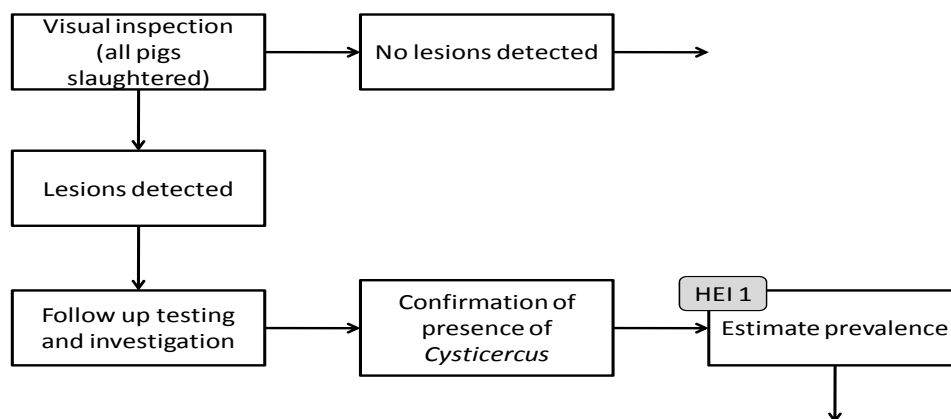 Visual inspection
(all pigs
slaughtered)
No lesions detected
Lesions detected
Follow up testing
and investigation
Confirmation of
presence of
Cysticercus
HEI 1
Estimate prevalence